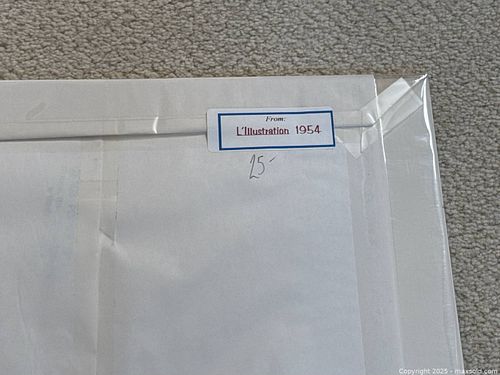 From:
L'Illustration 1954
25-
Copyright 2025 - maxsold.com